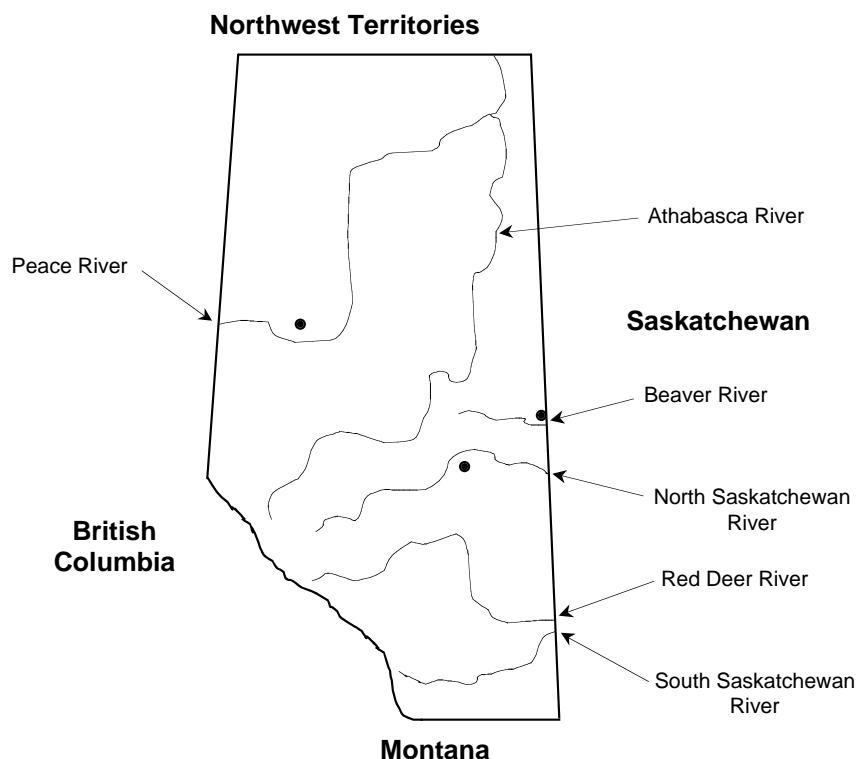 Northwest Territories
Athabasca River
Peace River
Saskatchewan
Beaver River
North Saskatchewan
River
British
Columbia
Red Deer River
South Saskatchewan
River
Montana